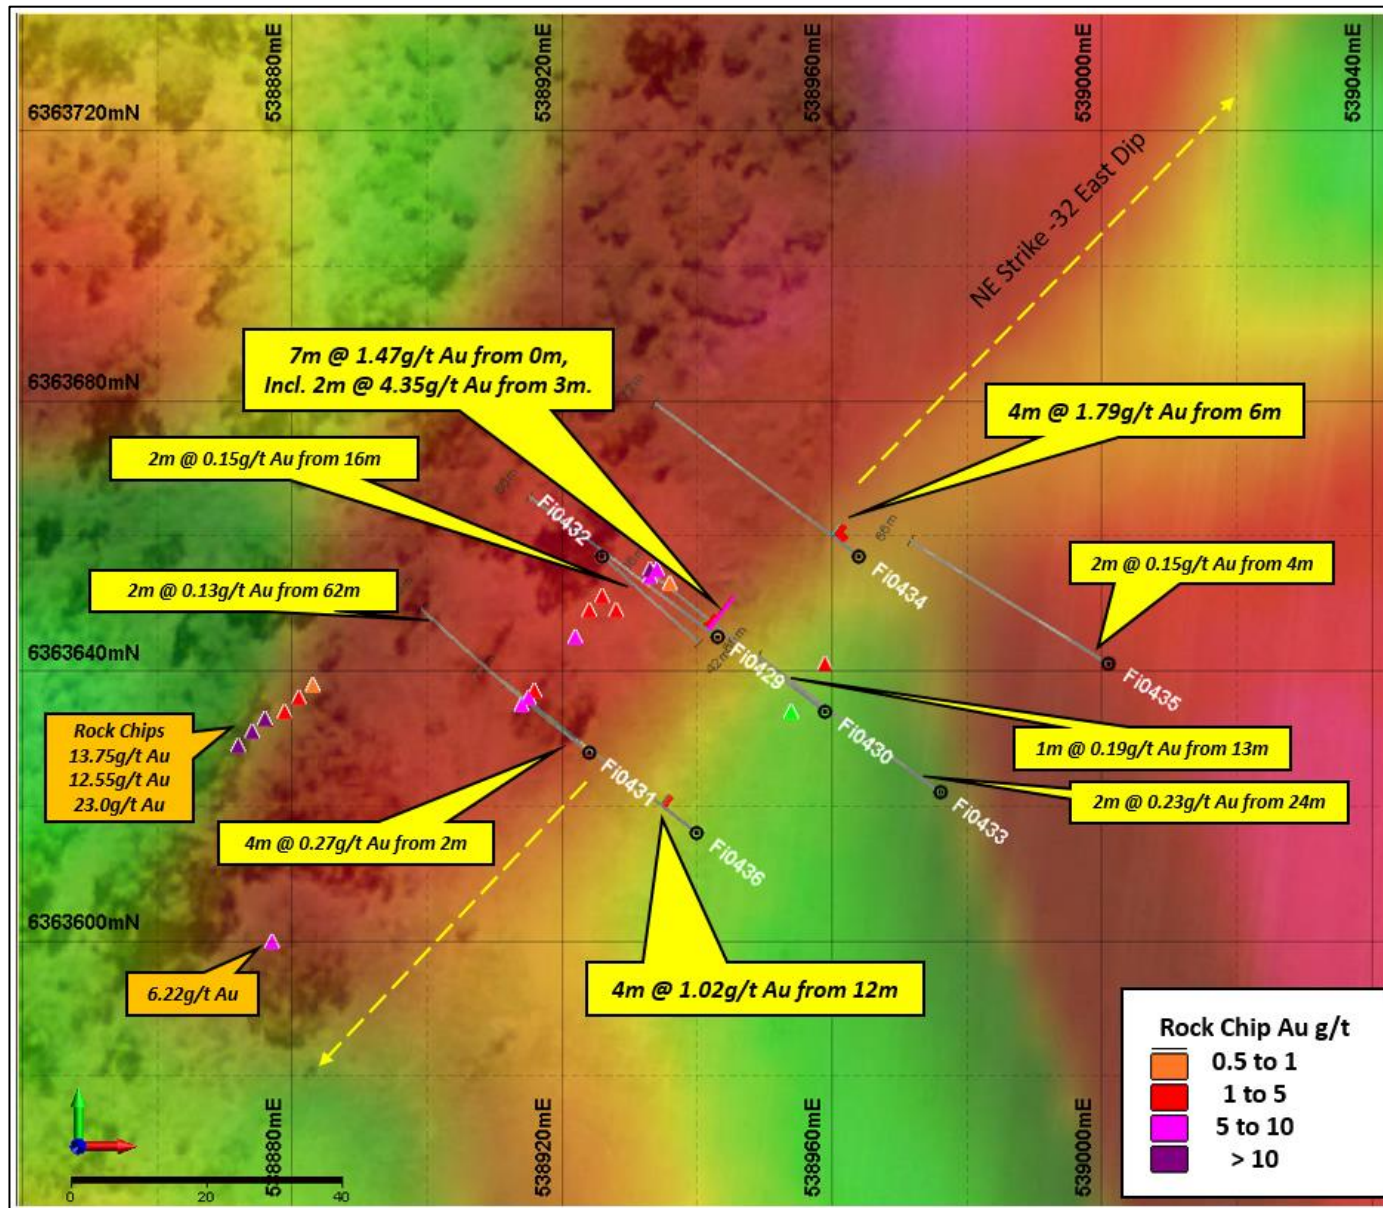 538880mE
538920mE
538960mE
539000mE
539040mE
6363720mN
NE Strike -32 East Dip
7m @ 1.47g/t Au from 0m,
Incl. 2m @ 4.35g/t Au from 3m.
6363680mN
4m @ 1.79g/t Au from 6m
2m @ 0.15g/t Au from 16m
80m
Fi0432
66m
Fi0434
2m @ 0.15g/t Au from 4m
2m @ 0.13g/t Au from 62m
6363640mN
42m
Fi0429
Fi0435
Rock Chips
13.75g/t Au
12.55g/t Au
23.0g/t Au
Fi0430
1m @ 0.19g/t Au from 13m
Fi0431
Fi0433
2m @ 0.23g/t Au from 24m
4m @ 0.27g/t Au from 2m
Fi0436
6363600mN
6.22g/t Au
4m @ 1.02g/t Au from 12m
Rock Chip Au g/t
0.5 to 1
1 to 5
5 to 10
> 10
538880mE
538920mE
538960mE
539000mE
0
20
40